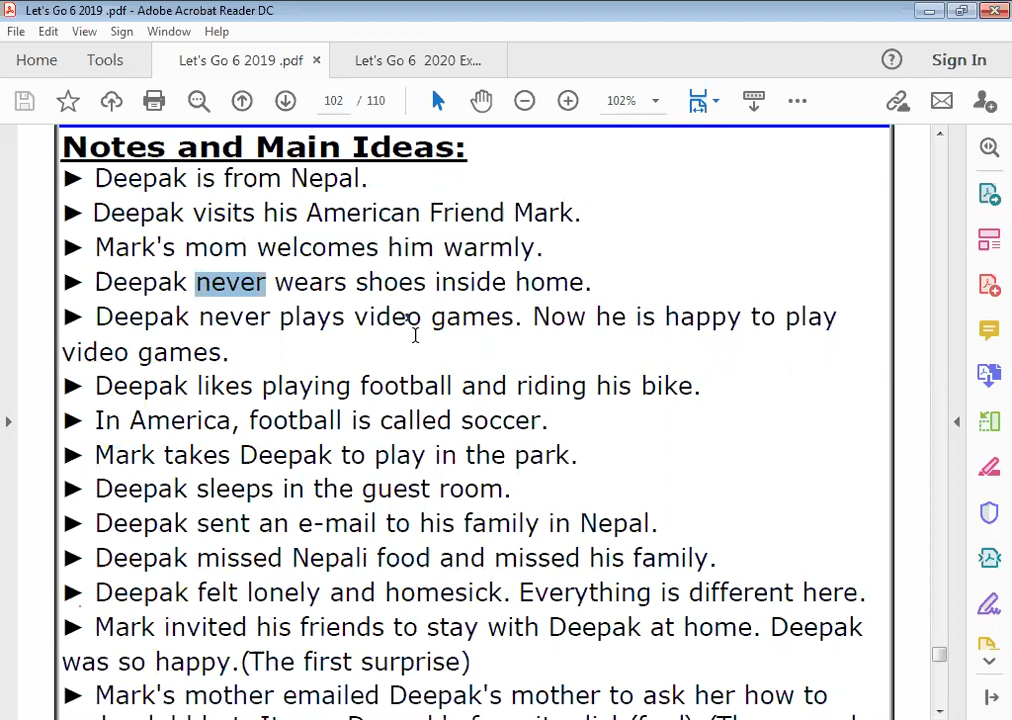 Let's Go 6 2019 .pdf - Adobe Acrobat Reader DC
File Edit View Sign Window Help
Home Tools Let's Go 6 2019 .pdf × Let's Go 6 2020 Ex... Sign In
102 / 110 102%
Notes and Main Ideas:
► Deepak is from Nepal.
► Deepak visits his American Friend Mark.
► Mark's mom welcomes him warmly.
► Deepak never wears shoes inside home.
► Deepak never plays video games. Now he is happy to play
video games.
► Deepak likes playing football and riding his bike.
► In America, football is called soccer.
► Mark takes Deepak to play in the park.
► Deepak sleeps in the guest room.
► Deepak sent an e-mail to his family in Nepal.
► Deepak missed Nepali food and missed his family.
► Deepak felt lonely and homesick. Everything is different here.
► Mark invited his friends to stay with Deepak at home. Deepak
was so happy.(The first surprise)
► Mark's mother emailed Deepak's mother to ask her how to